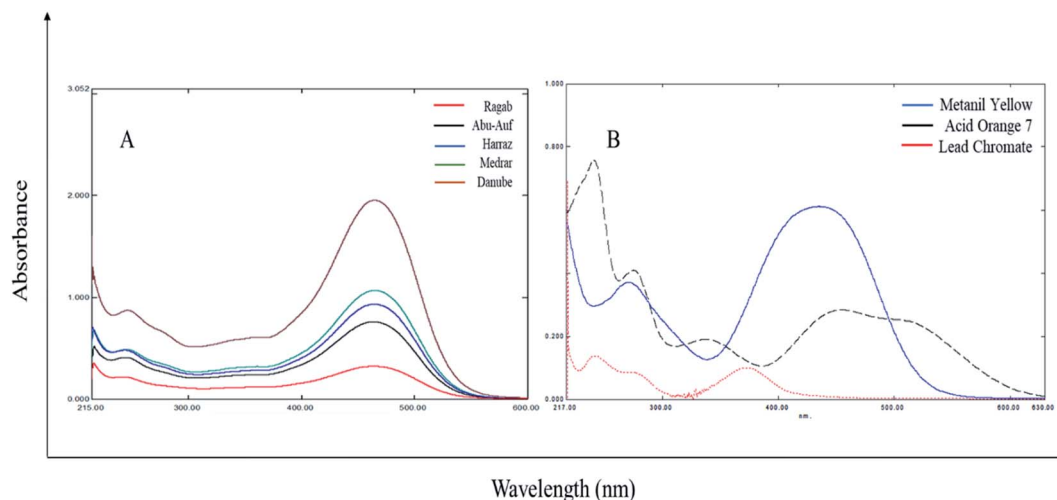 Absorbance
3.052
2.000
1.000
0.000
215.00 300.00 400.00 500.00 600.00
A
Ragab
Abu-Auf
Harraz
Medrar
Danube
1.000
0.800
0.200
0.000
217.00 300.00 400.00 500.00 600.00 630.00
nm.
B
Metanil Yellow
Acid Orange 7
Lead Chromate
Wavelength (nm)